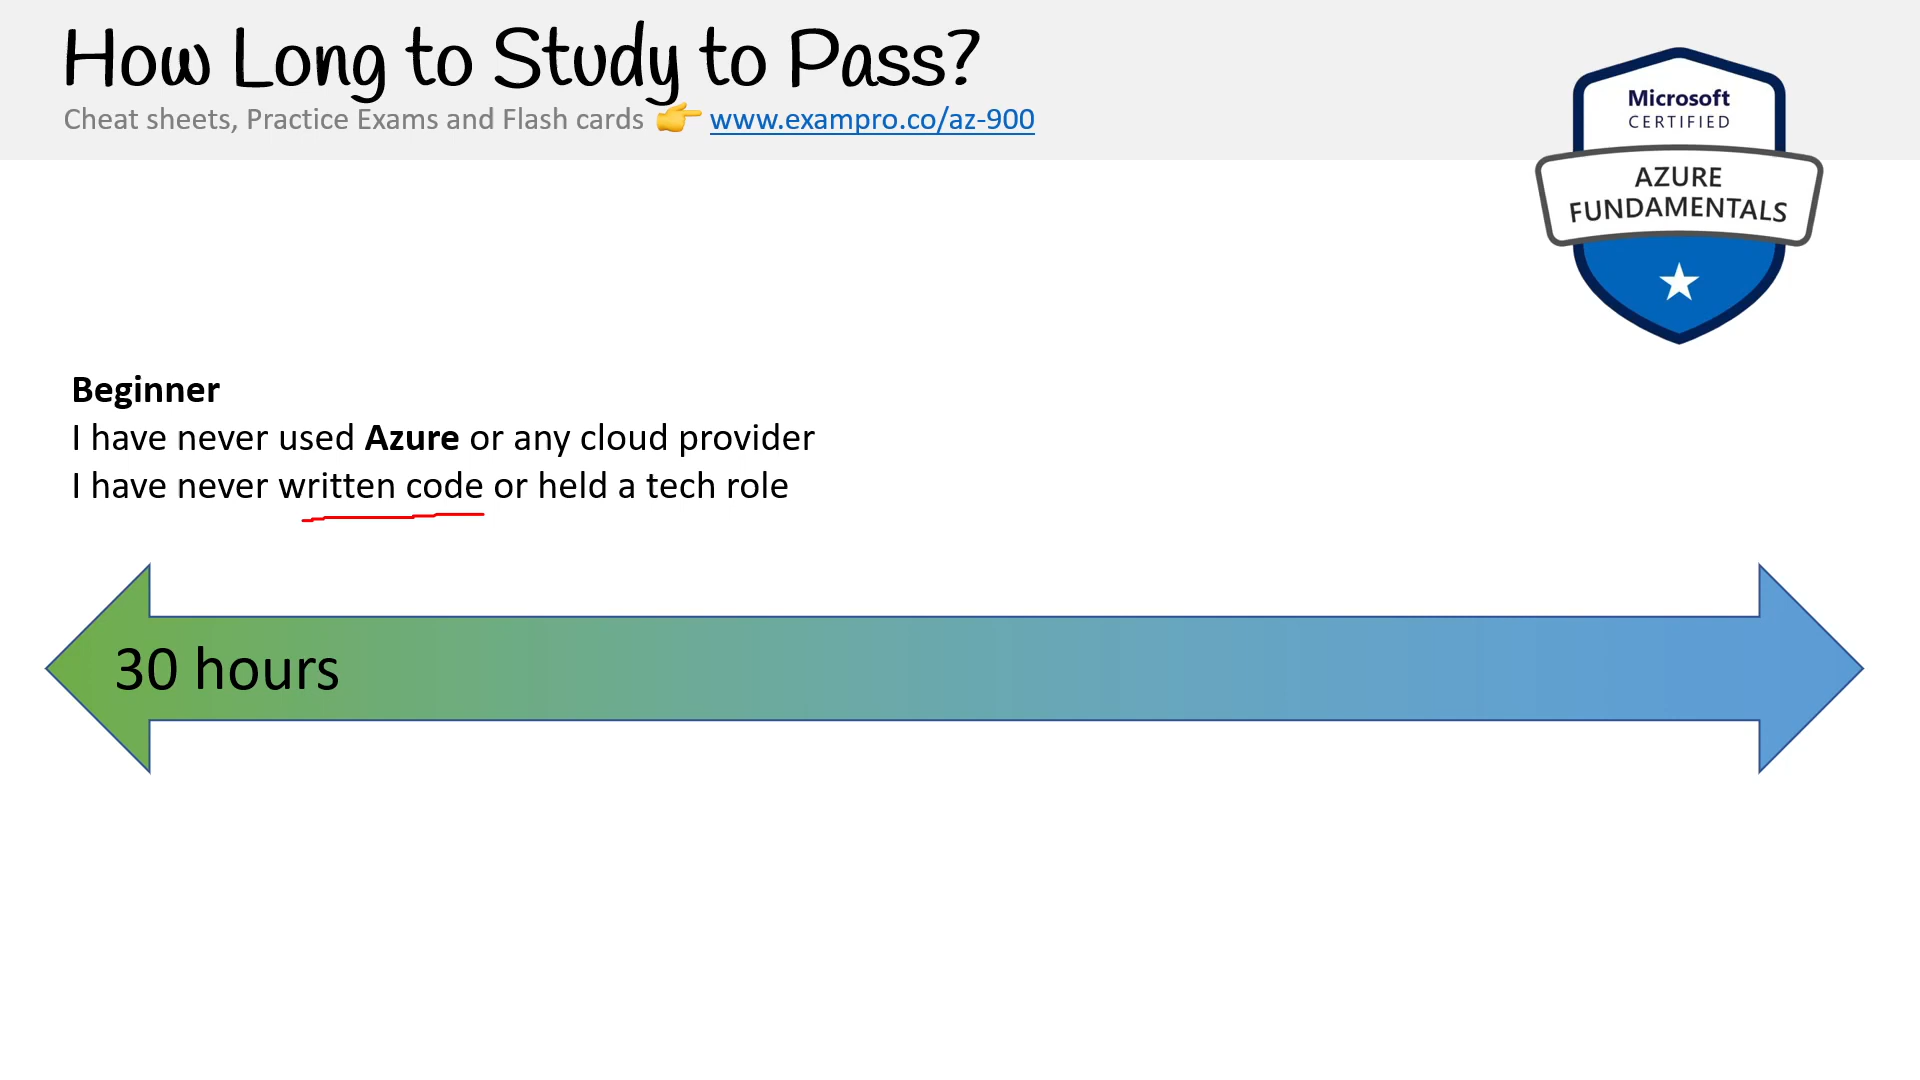 How Long to Study to Pass?
Cheat sheets, Practice Exams and Flash cards 👉 www.exampro.co/az-900
Microsoft
CERTIFIED
AZURE
FUNDAMENTALS
Beginner
I have never used Azure or any cloud provider
I have never written code or held a tech role
30 hours